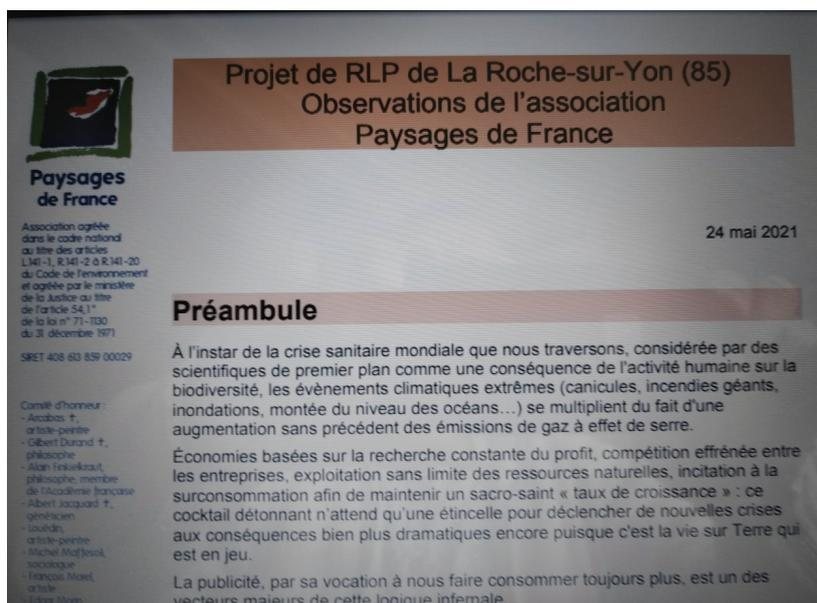 Projet de RLP de La Roche-sur-Yon (85)
Observations de l'association
Paysages de France
Paysages
de France
Association agréée
dans le cadre national
au titre des articles
L141-1, R.141-2 à R.141-20
du Code de l'environnement
et agréée par le ministère
de la Justice au titre
de l'article 54,1°
de la loi n° 71-1130
du 31 décembre 1971
SIRET 408 613 859 00029
Comité d'honneur :
- Arcabas †,
artiste-peintre
- Gilbert Durand †,
philosophe
- Alain Finkielkraut,
philosophe, membre
de l'Académie française
- Albert Jacquard †,
généticien
- Louédin,
artiste-peintre
- Michel Maffesoli,
sociologue
- François Morel,
artiste
- Edgar Morin
24 mai 2021
Préambule
À l'instar de la crise sanitaire mondiale que nous traversons, considérée par des
scientifiques de premier plan comme une conséquence de l'activité humaine sur la
biodiversité, les évènements climatiques extrêmes (canicules, incendies géants,
inondations, montée du niveau des océans…) se multiplient du fait d'une
augmentation sans précédent des émissions de gaz à effet de serre.
Économies basées sur la recherche constante du profit, compétition effrénée entre
les entreprises, exploitation sans limite des ressources naturelles, incitation à la
surconsommation afin de maintenir un sacro-saint « taux de croissance » : ce
cocktail détonnant n'attend qu'une étincelle pour déclencher de nouvelles crises
aux conséquences bien plus dramatiques encore puisque c'est la vie sur Terre qui
est en jeu.
La publicité, par sa vocation à nous faire consommer toujours plus, est un des
vecteurs majeurs de cette logique infernale.